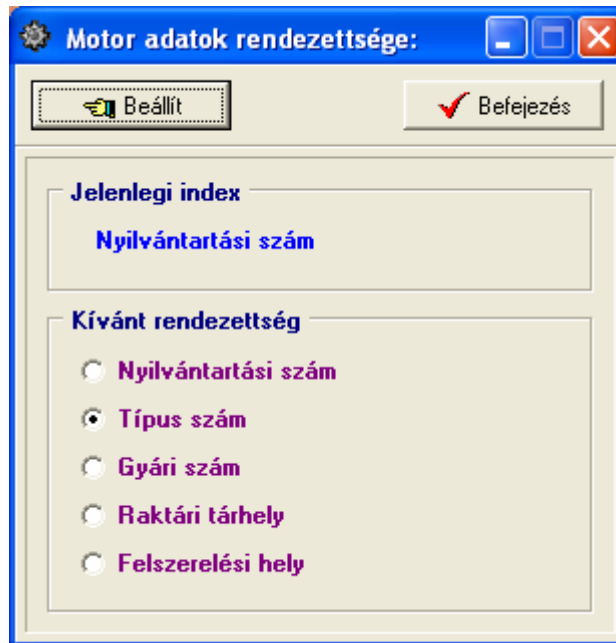 Motor adatok rendezettsége:
Beállít
Befejezés
Jelenlegi index
Nyilvántartási szám
Kívánt rendezettség
Nyilvántartási szám
Típus szám
Gyári szám
Raktári tárhely
Felszerelési hely